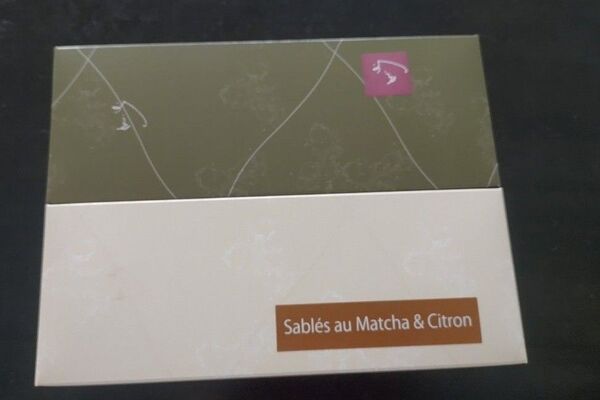 Sablés au Matcha & Citron